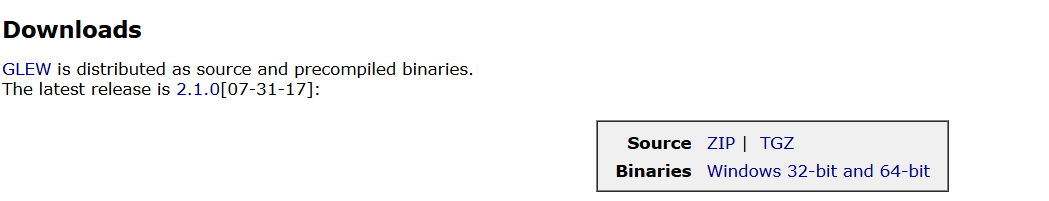 Downloads
GLEW is distributed as source and precompiled binaries.
The latest release is 2.1.0[07-31-17]:
Source ZIP | TGZ
Binaries Windows 32-bit and 64-bit